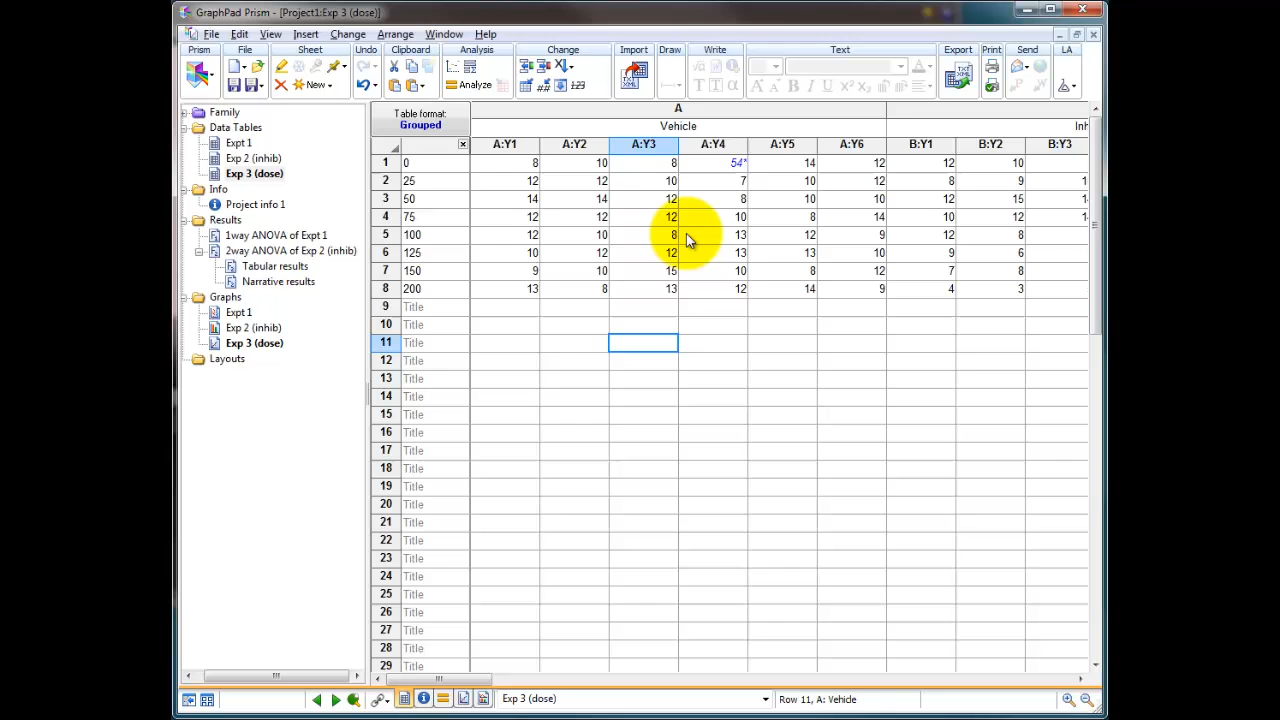 GraphPad Prism - [Project1:Exp 3 (dose)]
File Edit View Insert Change Arrange Window Help
Prism File Sheet Undo Clipboard Analysis Change Import Draw Write Text Export Print Send LA
New Analyze
Family
Data Tables
Expt 1
Exp 2 (inhib)
Exp 3 (dose)
Info
Project info 1
Results
1way ANOVA of Expt 1
2way ANOVA of Exp 2 (inhib)
Tabular results
Narrative results
Graphs
Expt 1
Exp 2 (inhib)
Exp 3 (dose)
Layouts
Table format: A
Grouped Vehicle Inh
A:Y1 A:Y2 A:Y3 A:Y4 A:Y5 A:Y6 B:Y1 B:Y2 B:Y3
1 0 8 10 8 54* 14 12 12 10
2 25 12 12 10 7 10 12 8 9 1
3 50 14 14 12 8 10 10 12 15 1
4 75 12 12 12 10 8 14 10 12 1
5 100 12 10 8 13 12 9 12 8
6 125 10 12 12 13 13 10 9 6
7 150 9 10 15 10 8 12 7 8
8 200 13 8 13 12 14 9 4 3
9 Title
10 Title
11 Title
12 Title
13 Title
14 Title
15 Title
16 Title
17 Title
18 Title
19 Title
20 Title
21 Title
22 Title
23 Title
24 Title
25 Title
26 Title
27 Title
28 Title
29 Title
Exp 3 (dose) Row 11, A: Vehicle